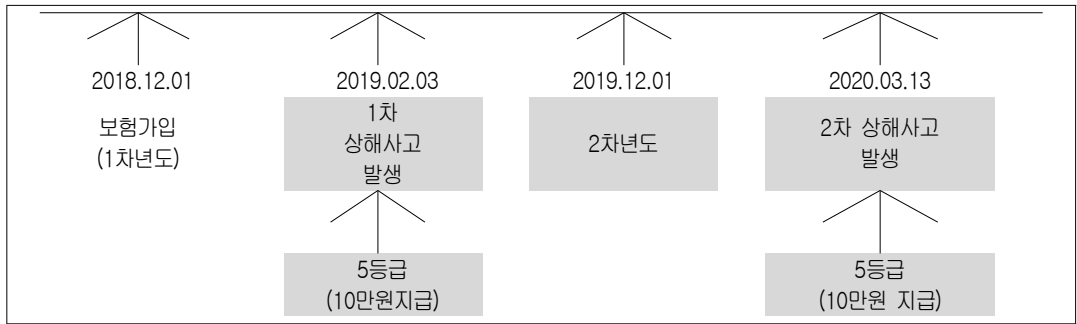 2018.12.01
2019.02.03
2019.12.01
2020.03.13
보험가입
(1차년도)
1차
상해사고
발생
2차년도
2차 상해사고
발생
5등급
(10만원지급)
5등급
(10만원 지급)